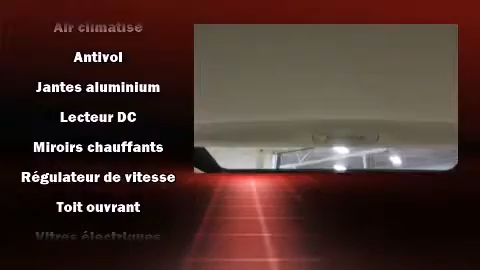 Air climatisé
Antivol
Jantes aluminium
Lecteur DC
Miroirs chauffants
Régulateur de vitesse
Toit ouvrant
Vitres électriques